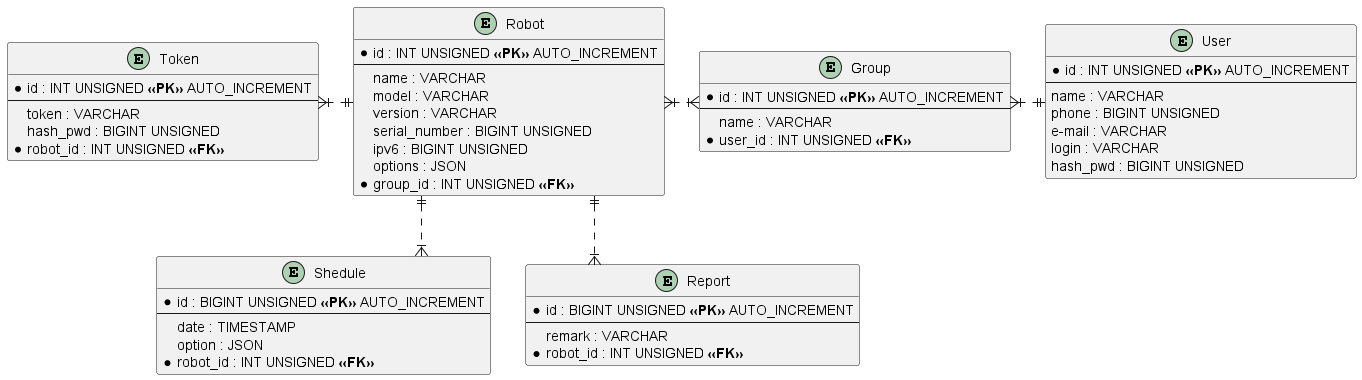 E Token
id : INT UNSIGNED «PK» AUTO_INCREMENT
token : VARCHAR
hash_pwd : BIGINT UNSIGNED
robot_id : INT UNSIGNED «FK»
E Robot
id : INT UNSIGNED «PK» AUTO_INCREMENT
name : VARCHAR
model : VARCHAR
version : VARCHAR
serial_number : BIGINT UNSIGNED
ipv6 : BIGINT UNSIGNED
options : JSON
group_id : INT UNSIGNED «FK»
E Group
id : INT UNSIGNED «PK» AUTO_INCREMENT
name : VARCHAR
user_id : INT UNSIGNED «FK»
E User
id : INT UNSIGNED «PK» AUTO_INCREMENT
name : VARCHAR
phone : BIGINT UNSIGNED
e-mail : VARCHAR
login : VARCHAR
hash_pwd : BIGINT UNSIGNED
E Shedule
id : BIGINT UNSIGNED «PK» AUTO_INCREMENT
date : TIMESTAMP
option : JSON
robot_id : INT UNSIGNED «FK»
E Report
id : BIGINT UNSIGNED «PK» AUTO_INCREMENT
remark : VARCHAR
robot_id : INT UNSIGNED «FK»